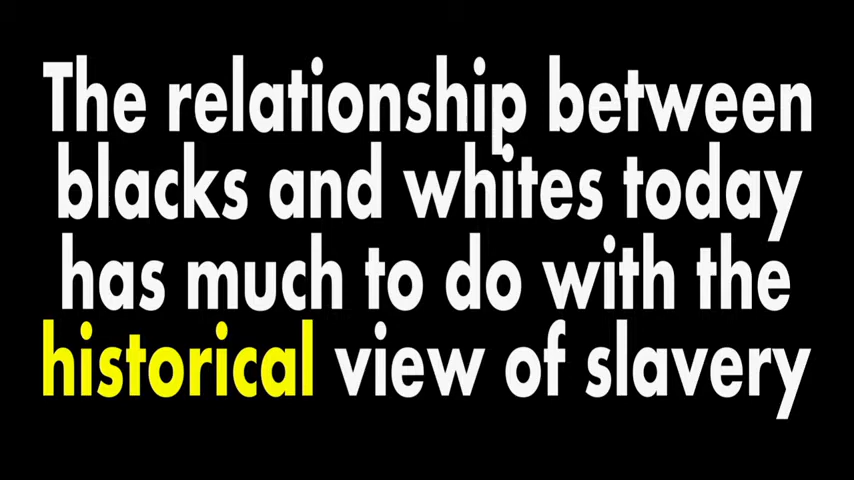 The relationship between
blacks and whites today
has much to do with the
historical view of slavery